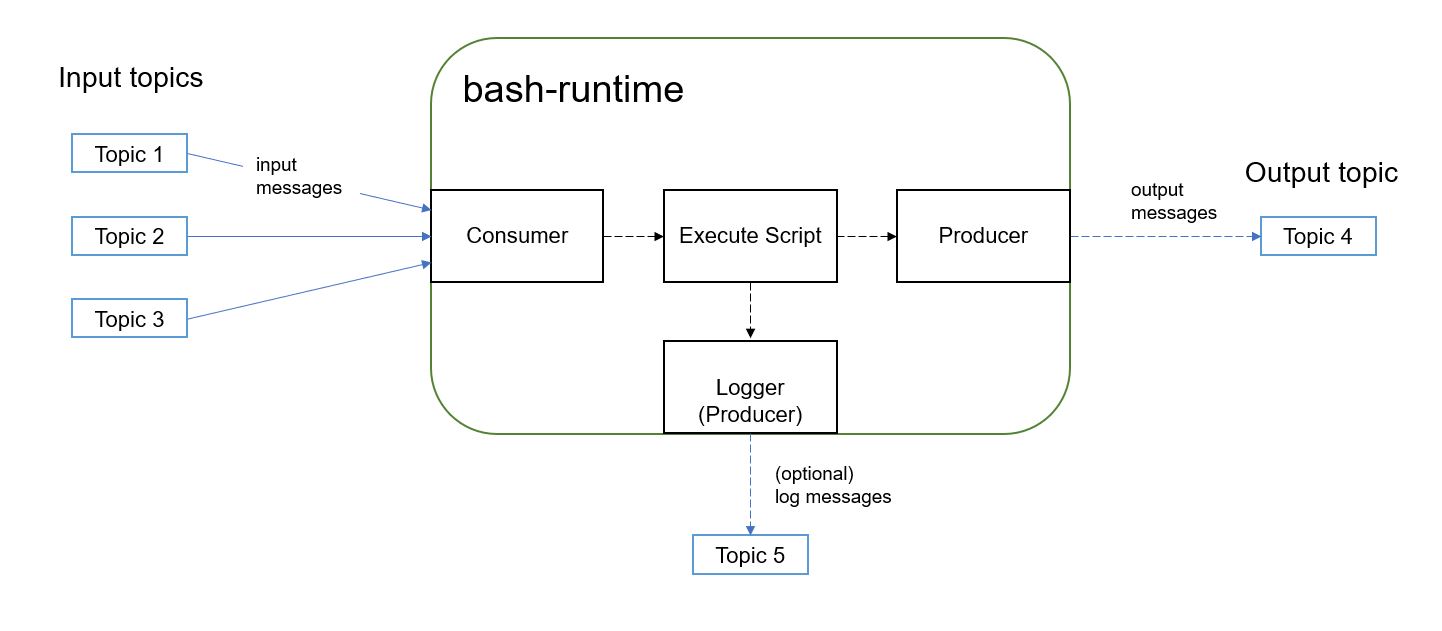 Input topics
bash-runtime
Topic 1
input
messages
Topic 2
Topic 3
Consumer
Execute Script
Producer
Logger
(Producer)
output
messages
Output topic
Topic 4
(optional)
log messages
Topic 5